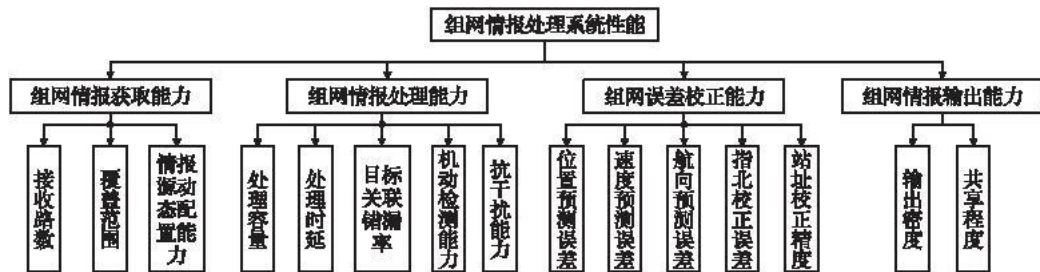 组网情报处理系统性能
组网情报获取能力
组网情报处理能力
组网误差校正能力
组网情报输出能力
接收路数
覆盖范围
情报源动态配置能力
处理容量
处理时延
目标关联错漏率
机动检测能力
抗干扰能力
位置预测误差
速度预测误差
航向预测误差
指北校正误差
站址校正精度
输出密度
共享程度